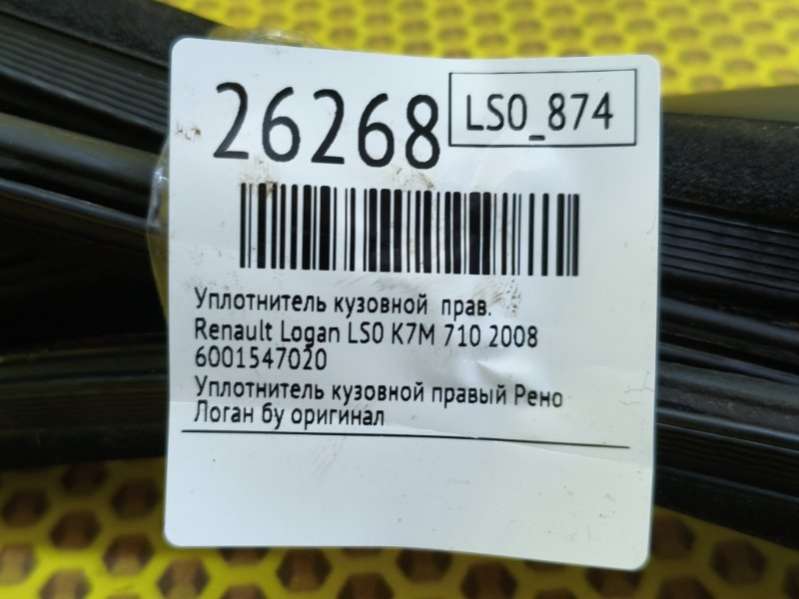 26268
LS0_874
Уплотнитель кузовной прав.
Renault Logan LS0 K7M 710 2008
6001547020
Уплотнитель кузовной правый Рено
Логан бу оригинал